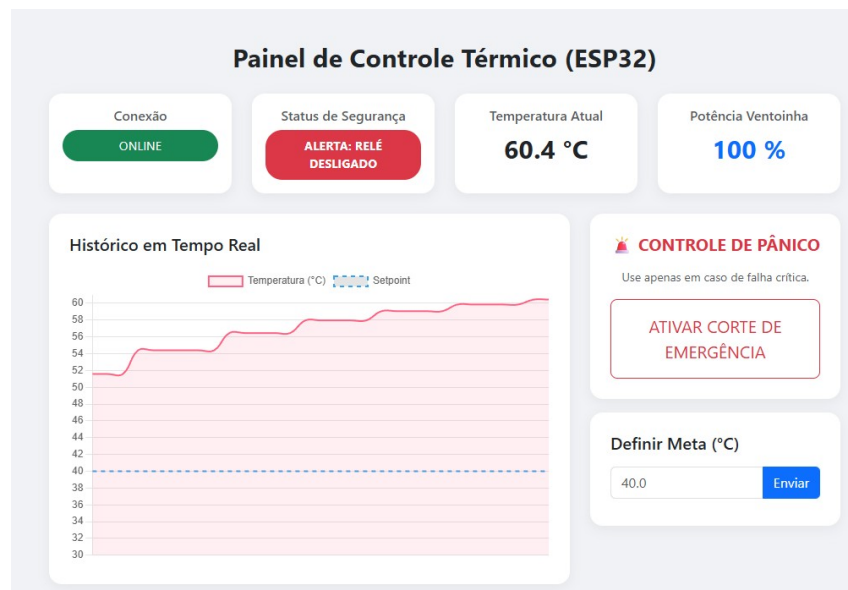 Painel de Controle Térmico (ESP32)
Conexão
ONLINE
Status de Segurança
ALERTA: RELÉ
DESLIGADO
Temperatura Atual
60.4 °C
Potência Ventoinha
100 %
Histórico em Tempo Real
Temperatura (°C) Setpoint
60
58
56
54
52
50
48
46
44
42
40
38
36
34
32
30
🚨 CONTROLE DE PÂNICO
Use apenas em caso de falha crítica.
ATIVAR CORTE DE
EMERGÊNCIA
Definir Meta (°C)
40.0 Enviar